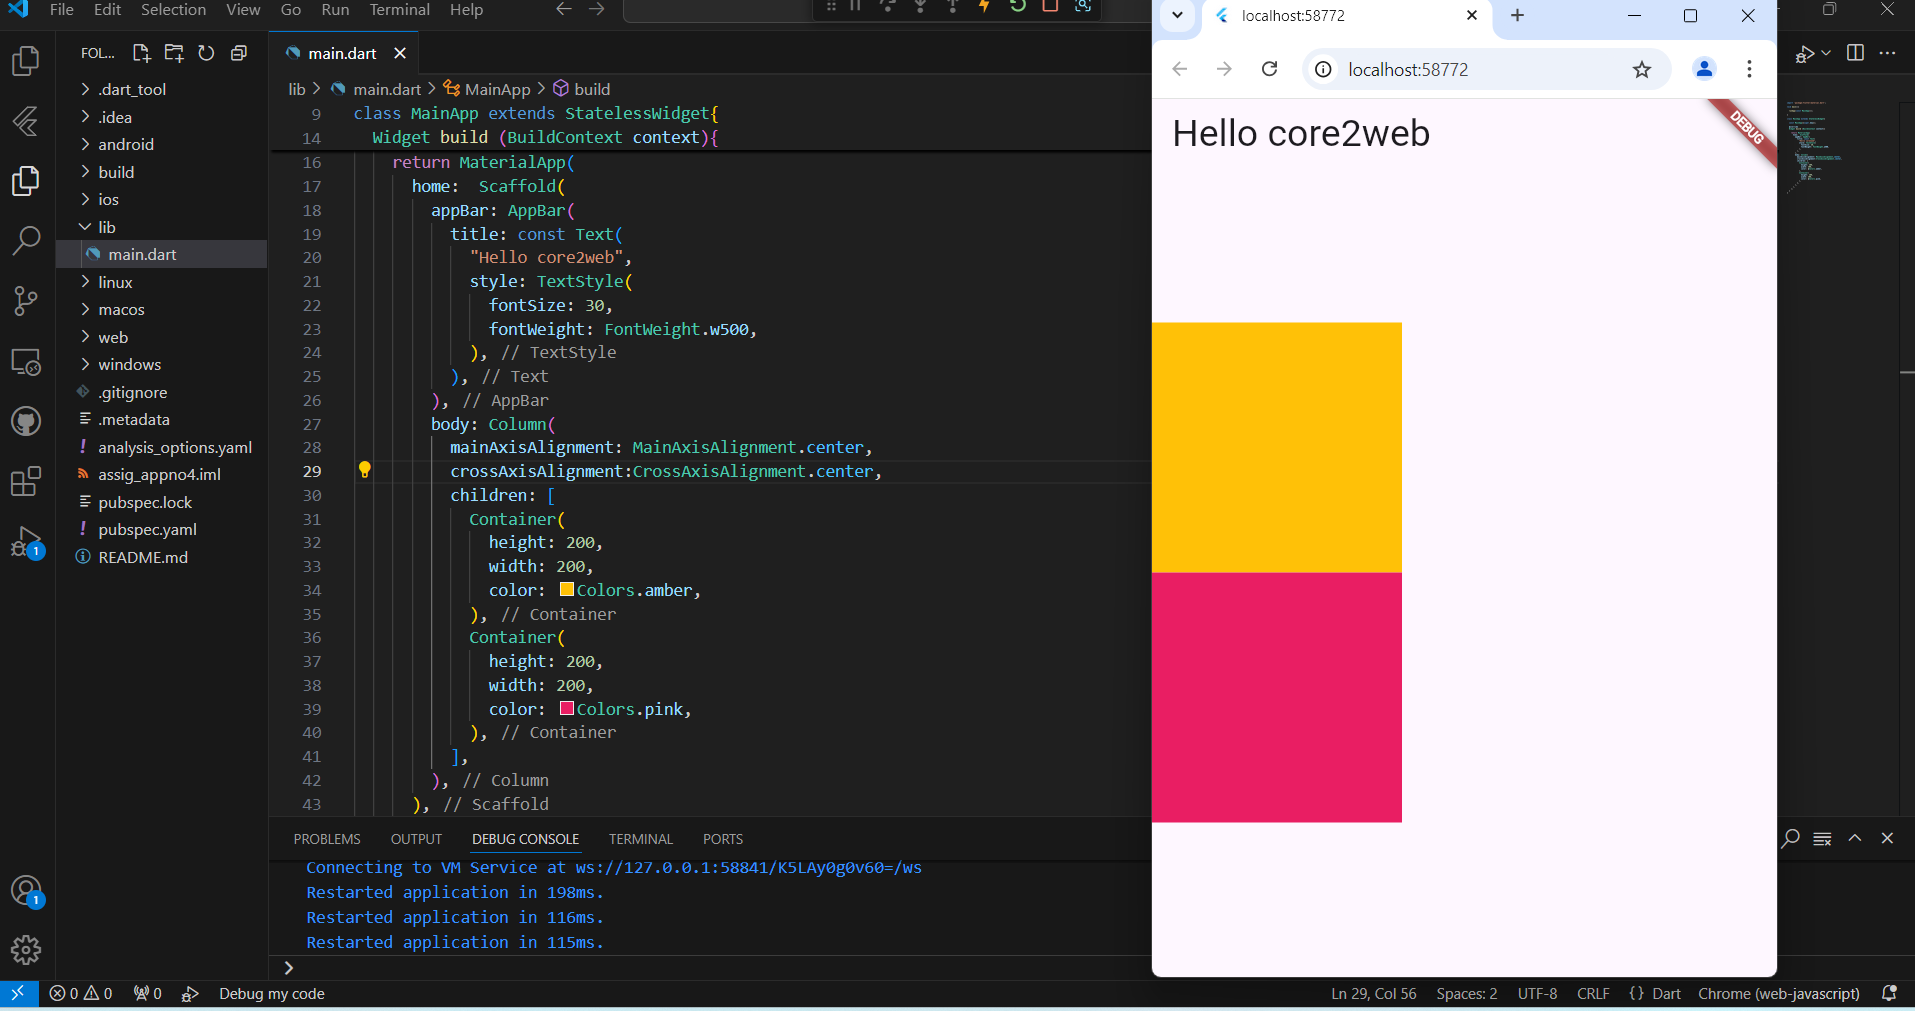 File Edit Selection View Go Run Terminal Help
FOL...
.dart_tool
.idea
android
build
ios
lib
main.dart
linux
macos
web
windows
.gitignore
.metadata
analysis_options.yaml
assig_appno4.iml
pubspec.lock
pubspec.yaml
README.md
1
1
main.dart
lib > main.dart > MainApp > build
9 class MainApp extends StatelessWidget{
14 Widget build (BuildContext context){
16 return MaterialApp(
17 home:  Scaffold(
18 appBar: AppBar(
19 title: const Text(
20 "Hello core2web",
21 style: TextStyle(
22 fontSize: 30,
23 fontWeight: FontWeight.w500,
24 ), // TextStyle
25 ), // Text
26 ), // AppBar
27 body: Column(
28 mainAxisAlignment: MainAxisAlignment.center,
29 crossAxisAlignment:CrossAxisAlignment.center,
30 children: [
31 Container(
32 height: 200,
33 width: 200,
34 color: Colors.amber,
35 ), // Container
36 Container(
37 height: 200,
38 width: 200,
39 color: Colors.pink,
40 ), // Container
41 ],
42 ), // Column
43 ), // Scaffold
PROBLEMS OUTPUT DEBUG CONSOLE TERMINAL PORTS
Connecting to VM Service at ws://127.0.0.1:58841/K5LAy0g0v60=/ws
Restarted application in 198ms.
Restarted application in 116ms.
Restarted application in 115ms.
>
localhost:58772
localhost:58772
Hello core2web
DEBUG
0 0 0 Debug my code Ln 29, Col 56 Spaces: 2 UTF-8 CRLF {} Dart Chrome (web-javascript)